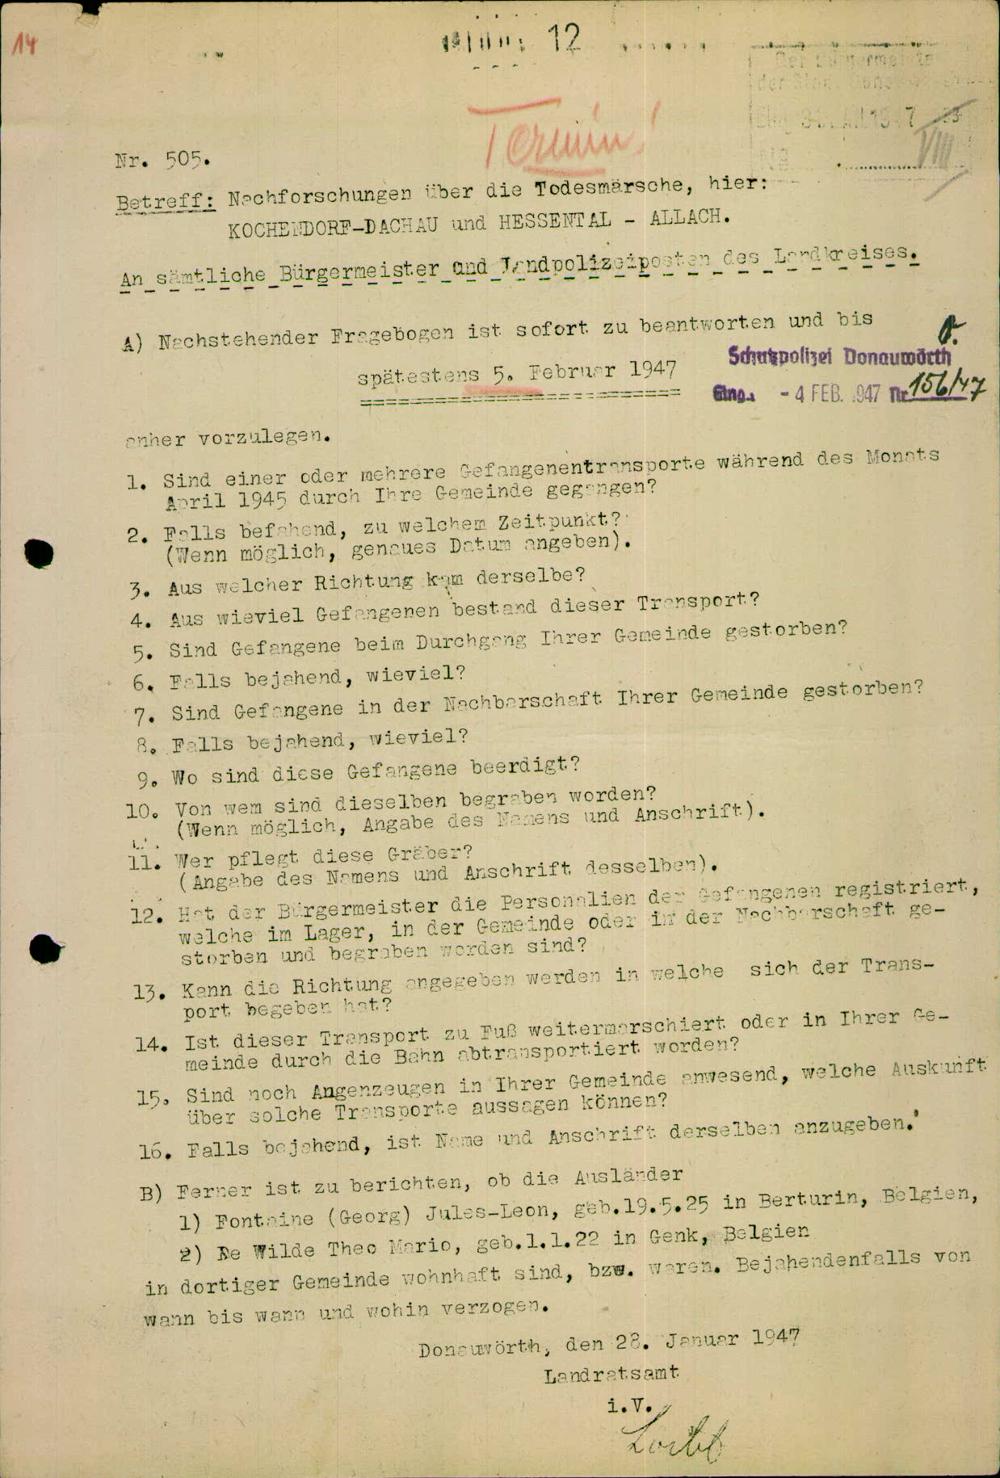 14
12
Termin!
Der Bürgermeister
VIII
Nr. 505.
Betreff: Nachforschungen über die Todesmärsche, hier:
KOCHENDORF-DACHAU und HESSENTAL - ALLACH.
An sämtliche Bürgermeister und Landpolizeiposten des Landkreises.
A) Nachstehender Fragebogen ist sofort zu beantworten und bis
spätestens 5. Februar 1947
Schutzpolizei Donauwörth
Eing. - 4 FEB. 1947 Nr. 156/47
anher vorzulegen.
1. Sind einer oder mehrere Gefangenentransporte während des Monats
April 1945 durch Ihre Gemeinde gegangen?
2. Falls befahend, zu welchem Zeitpunkt?
(Wenn möglich, genaues Datum angeben).
3. Aus welcher Richtung kam derselbe?
4. Aus wieviel Gefangenen bestand dieser Transport?
5. Sind Gefangene beim Durchgang Ihrer Gemeinde gestorben?
6. Falls bejahend, wieviel?
7. Sind Gefangene in der Nachbarschaft Ihrer Gemeinde gestorben?
8. Falls bejahend, wieviel?
9. Wo sind diese Gefangene beerdigt?
10. Von wem sind dieselben begraben worden?
(Wenn möglich, Angabe des Namens und Anschrift).
11. Wer pflegt diese Gräber?
(Angabe des Namens und Anschrift desselben).
12. Hat der Bürgermeister die Personalien der Gefangenen registriert,
welche im Lager, in der Gemeinde oder in der Nachbarschaft ge-
storben und begraben worden sind?
13. Kann die Richtung angegeben werden in welche sich der Trans-
port begeben hat?
14. Ist dieser Transport zu Fuß weitermarschiert oder in Ihrer Ge-
meinde durch die Bahn abtransportiert worden?
15. Sind noch Angenzeugen in Ihrer Gemeinde anwesend, welche Auskunft
über solche Transporte aussagen können?
16. Falls bejahend, ist Name und Anschrift derselben anzugeben.
B) Ferner ist zu berichten, ob die Ausländer
1) Fontaine (Georg) Jules-Leon, geb.19.5.25 in Berturin, Belgien,
2) De Wilde Theo Mario, geb.1.1.22 in Genk, Belgien
in dortiger Gemeinde wohnhaft sind, bzw. waren. Bejahendenfalls von
wann bis wann und wohin verzogen.
Donauwörth, den 28. Januar 1947
Landratsamt
i.V.